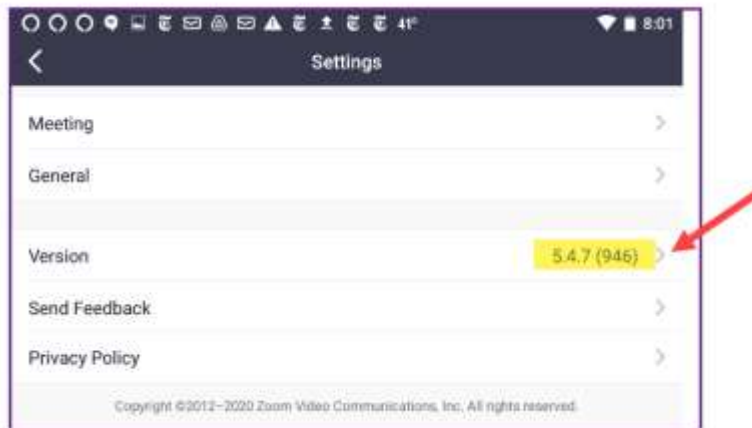 41° 8:01
Settings
Meeting
General
Version 5.4.7 (946)
Send Feedback
Privacy Policy
Copyright ©2012-2020 Zoom Video Communications, Inc. All rights reserved.